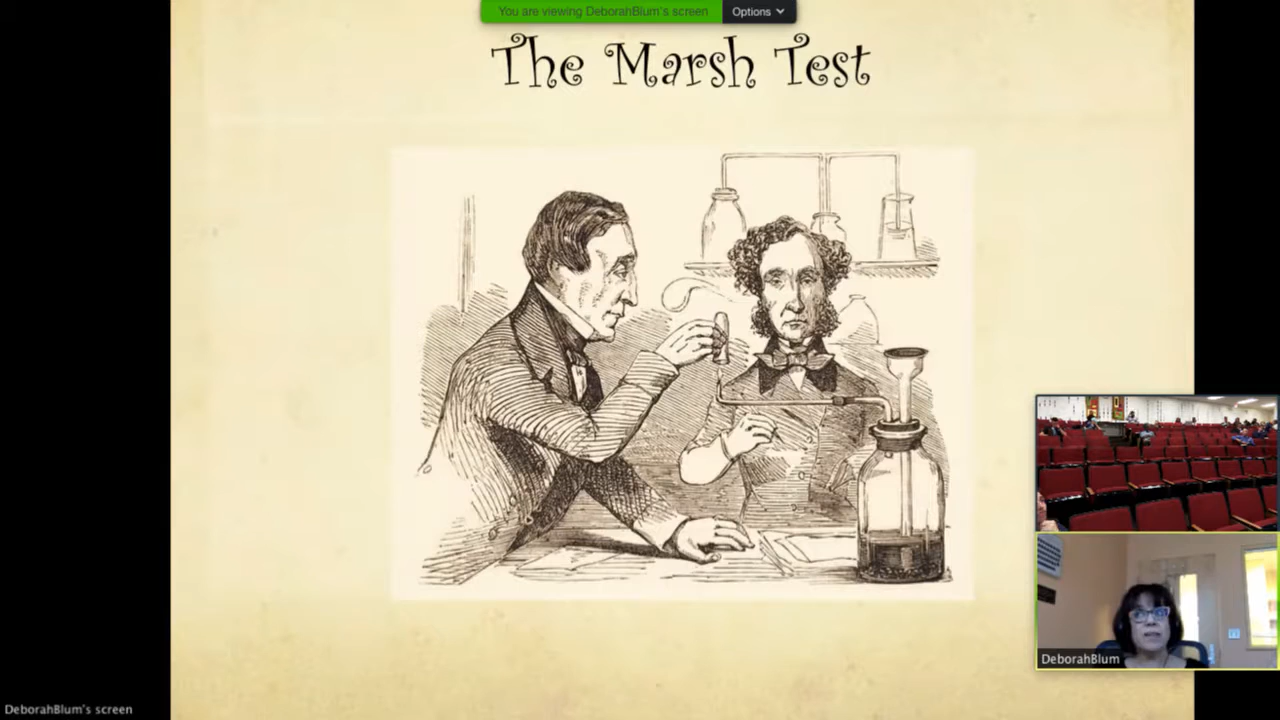 You are viewing DeborahBlum's screen
Options
The Marsh Test
DeborahBlum
DeborahBlum's screen